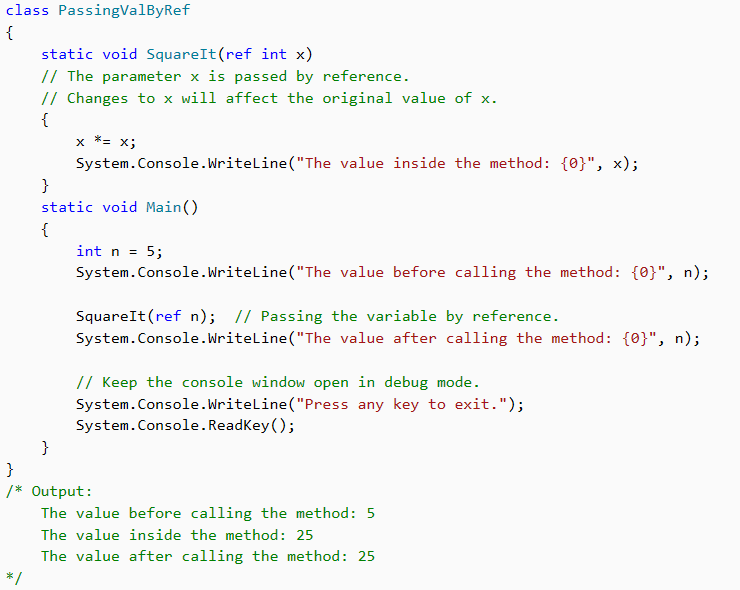 class PassingValByRef
{
    static void SquareIt(ref int x)
    // The parameter x is passed by reference.
    // Changes to x will affect the original value of x.
    {
        x *= x;
        System.Console.WriteLine("The value inside the method: {0}", x);
    }
    static void Main()
    {
        int n = 5;
        System.Console.WriteLine("The value before calling the method: {0}", n);

        SquareIt(ref n);  // Passing the variable by reference.
        System.Console.WriteLine("The value after calling the method: {0}", n);

        // Keep the console window open in debug mode.
        System.Console.WriteLine("Press any key to exit.");
        System.Console.ReadKey();
    }
}
/* Output:
    The value before calling the method: 5
    The value inside the method: 25
    The value after calling the method: 25
*/